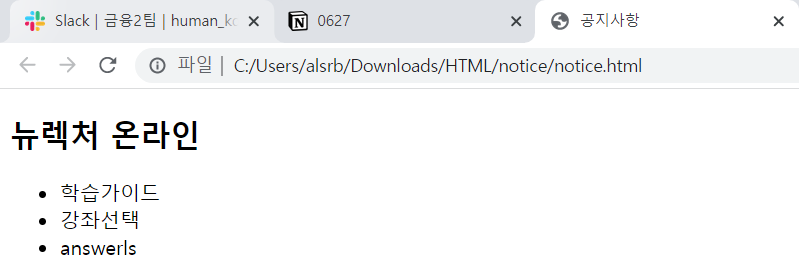 Slack | 금융2팀 | human_ko
0627
공지사항
파일 | C:/Users/alsrb/Downloads/HTML/notice/notice.html
뉴렉처 온라인
학습가이드
강좌선택
answerls